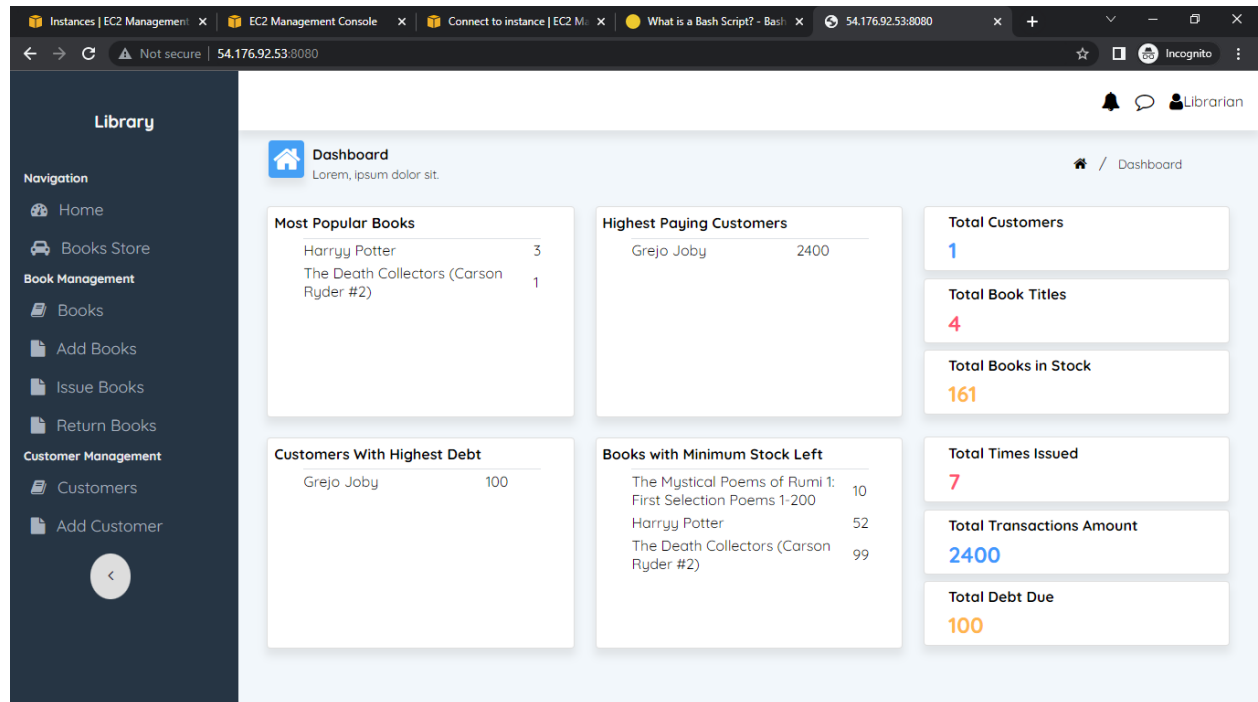 Instances | EC2 Management
EC2 Management Console
Connect to instance | EC2 Ma
What is a Bash Script? - Bash
54.176.92.53:8080
Not secure
54.176.92.53:8080
Incognito
Library
Librarian
Navigation
Home
Books Store
Book Management
Books
Add Books
Issue Books
Return Books
Customer Management
Customers
Add Customer
Dashboard
Lorem, ipsum dolor sit.
/ Dashboard
Most Popular Books
Harryy Potter 3
The Death Collectors (Carson
Ryder #2) 1
Highest Paying Customers
Grejo Joby 2400
Total Customers
1
Total Book Titles
4
Total Books in Stock
161
Customers With Highest Debt
Grejo Joby 100
Books with Minimum Stock Left
The Mystical Poems of Rumi 1:
First Selection Poems 1-200 10
Harryy Potter 52
The Death Collectors (Carson
Ryder #2) 99
Total Times Issued
7
Total Transactions Amount
2400
Total Debt Due
100